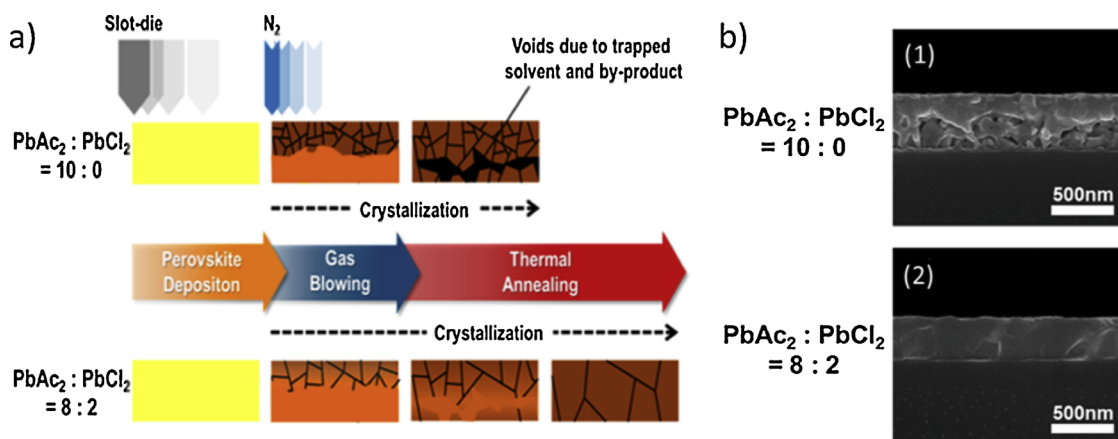 a)
Slot-die
N₂
Voids due to trapped
solvent and by-product
PbAc₂ : PbCl₂
= 10 : 0
Crystallization
Perovskite
Depositon
Gas
Blowing
Thermal
Annealing
Crystallization
PbAc₂ : PbCl₂
= 8 : 2
b)
(1)
PbAc₂ : PbCl₂
= 10 : 0
500nm
(2)
PbAc₂ : PbCl₂
= 8 : 2
500nm